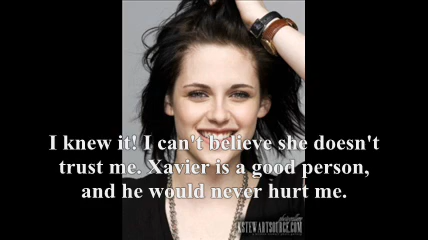 I knew it! I can't believe she doesn't
trust me. Xavier is a good person,
and he would never hurt me.
KSTEWARTSOURCE.COM